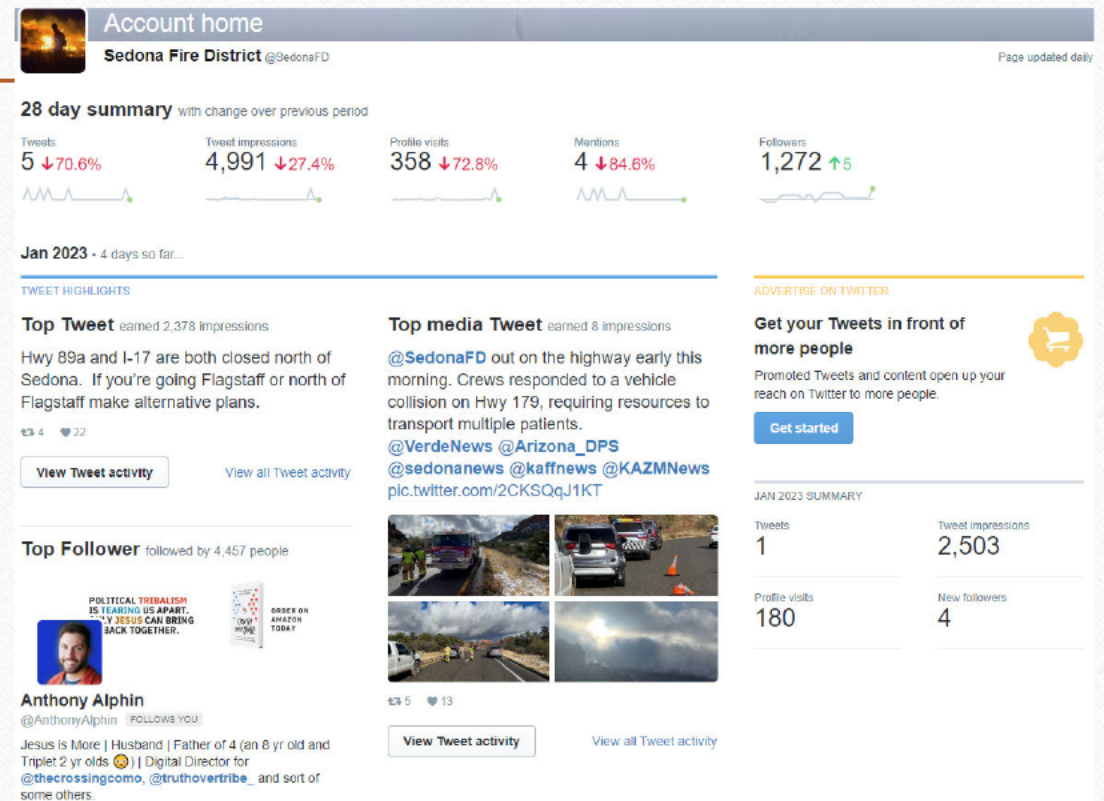 Account home
Sedona Fire District @SedonaFD
Page updated daily
28 day summary with change over previous period
Tweets
5 ↓70.6%
Tweet impressions
4,991 ↓27.4%
Profile visits
358 ↓72.8%
Mentions
4 ↓84.6%
Followers
1,272 ↑5
Jan 2023 - 4 days so far...
TWEET HIGHLIGHTS
Top Tweet earned 2,378 impressions
Hwy 89a and I-17 are both closed north of
Sedona. If you're going Flagstaff or north of
Flagstaff make alternative plans.
4 22
View Tweet activity
View all Tweet activity
Top Follower followed by 4,457 people
POLITICAL TRIBALISM
IS TEARING US APART.
JESUS CAN BRING
BACK TOGETHER.
ORDER ON
AMAZON
TODAY
Anthony Alphin
@AnthonyAlphin FOLLOWS YOU
Jesus is More | Husband | Father of 4 (an 8 yr old and
Triplet 2 yr olds 😳) | Digital Director for
@thecrossingcomo, @truthovertribe_ and sort of
some others.
Top media Tweet earned 8 impressions
@SedonaFD out on the highway early this
morning. Crews responded to a vehicle
collision on Hwy 179, requiring resources to
transport multiple patients.
@VerdeNews @Arizona_DPS
@sedonanews @kaffnews @KAZMNews
pic.twitter.com/2CKSQqJ1KT
5 13
View Tweet activity
View all Tweet activity
ADVERTISE ON TWITTER
Get your Tweets in front of
more people
Promoted Tweets and content open up your
reach on Twitter to more people.
Get started
JAN 2023 SUMMARY
Tweets
1
Tweet impressions
2,503
Profile visits
180
New followers
4